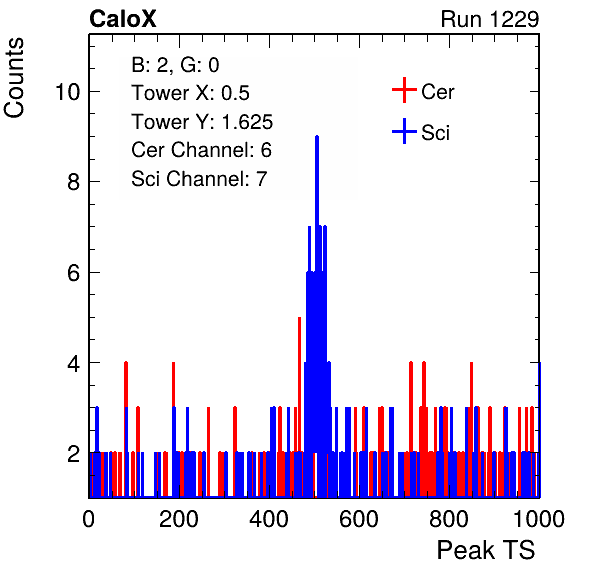 CaloX
Run 1229
Counts
B: 2, G: 0
Tower X: 0.5
Tower Y: 1.625
Cer Channel: 6
Sci Channel: 7
Cer
Sci
10
8
6
4
2
0
200
400
600
800
1000
Peak TS